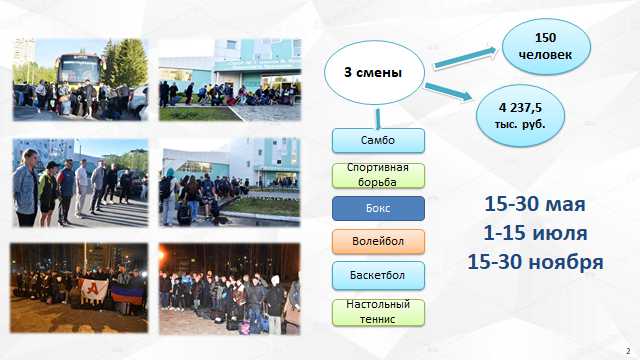 3 смены
150
человек
4 237,5
тыс. руб.
Самбо
Спортивная
борьба
Бокс
Волейбол
Баскетбол
Настольный
теннис
15-30 мая
1-15 июля
15-30 ноября
2